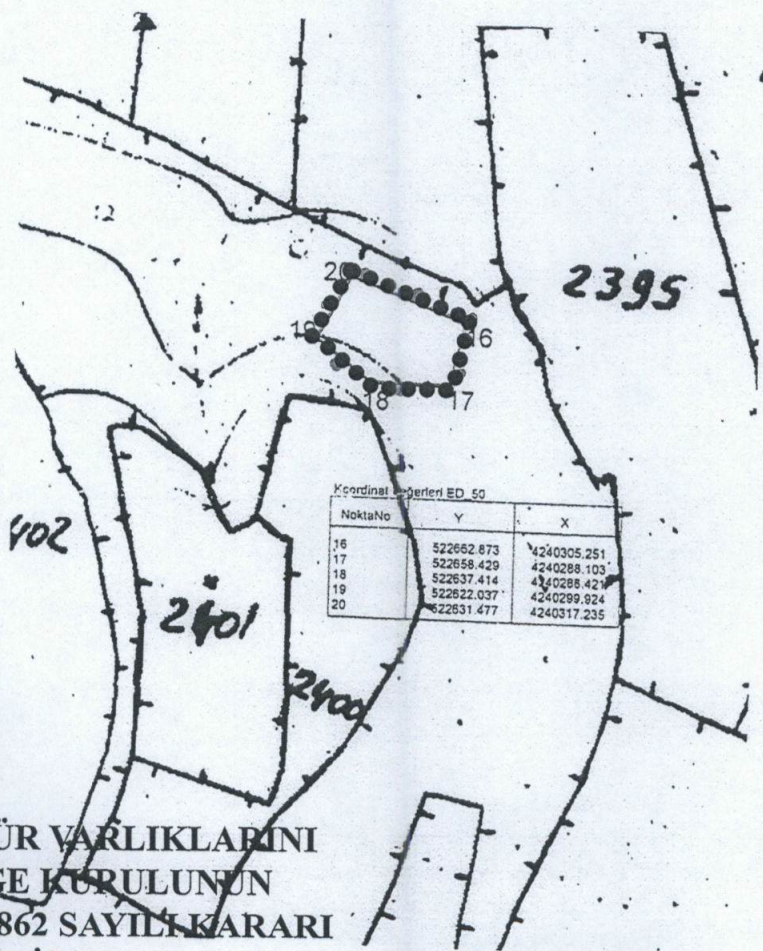 2395
20
19
16
18
17
Koordinat Değerleri ED_50
NoktaNo Y X
16 522662.873 4240305.251
17 522658.429 4240288.103
18 522637.414 4240288.421
19 522622.037 4240299.924
20 522631.477 4240317.235
402
2401
2400
ÜR VARLIKLARINI
GE KURULUNUN
862 SAYILI KARARI